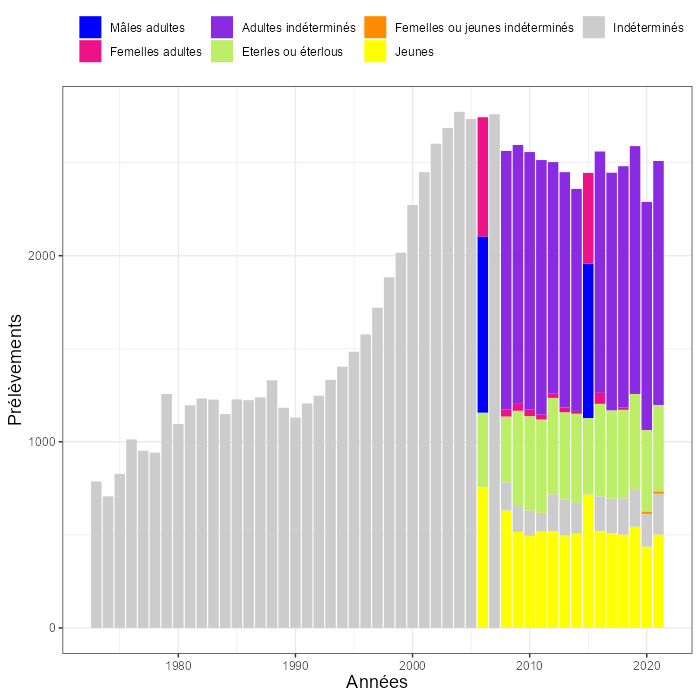 Mâles adultes Adultes indéterminés Femelles ou jeunes indéterminés Indéterminés
Femelles adultes Eterles ou éterlous Jeunes
Prélèvements
2000
1000
0
1980 1990 2000 2010 2020
Années